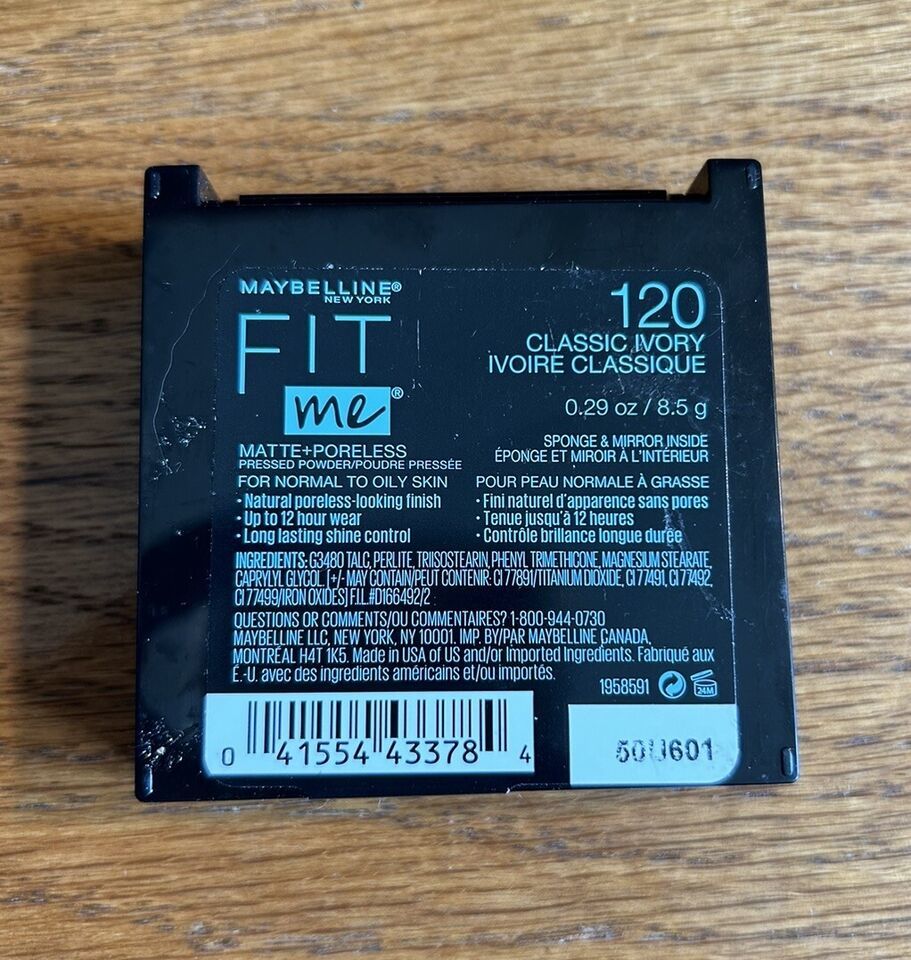 MAYBELLINE®
NEW YORK
FIT
me®
MATTE+PORELESS
PRESSED POWDER/POUDRE PRESSÉE
FOR NORMAL TO OILY SKIN
• Natural poreless-looking finish
• Up to 12 hour wear
• Long lasting shine control
120
CLASSIC IVORY
IVOIRE CLASSIQUE
0.29 oz / 8.5 g
SPONGE & MIRROR INSIDE
ÉPONGE ET MIROIR À L'INTÉRIEUR
POUR PEAU NORMALE À GRASSE
• Fini naturel d'apparence sans pores
• Tenue jusqu'à 12 heures
• Contrôle brillance longue durée
INGREDIENTS: G3480 TALC, PERLITE, TRIISOSTEARIN, PHENYL TRIMETHICONE, MAGNESIUM STEARATE,
CAPRYLYL GLYCOL. [+/- MAY CONTAIN/PEUT CONTENIR: CI 77891/TITANIUM DIOXIDE, CI 77491, CI 77492,
CI 77499/IRON OXIDES] F.I.L.#D166492/2
QUESTIONS OR COMMENTS/OU COMMENTAIRES? 1-800-944-0730
MAYBELLINE LLC, NEW YORK, NY 10001. IMP. BY/PAR MAYBELLINE CANADA,
MONTRÉAL H4T 1K5. Made in USA of US and/or Imported Ingredients. Fabriqué aux
É.-U. avec des ingrédients américains et/ou importés.
1958591
24M
0 41554 43378 4
50U601